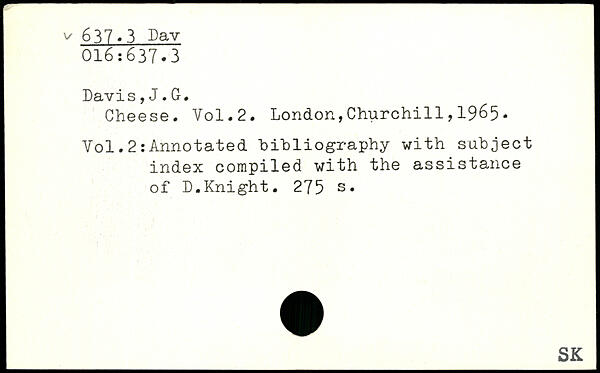 v 637.3 Dav
016:637.3
Davis,J.G.
Cheese. Vol.2. London,Churchill,1965.
Vol.2:Annotated bibliography with subject
index compiled with the assistance
of D.Knight. 275 s.
SK